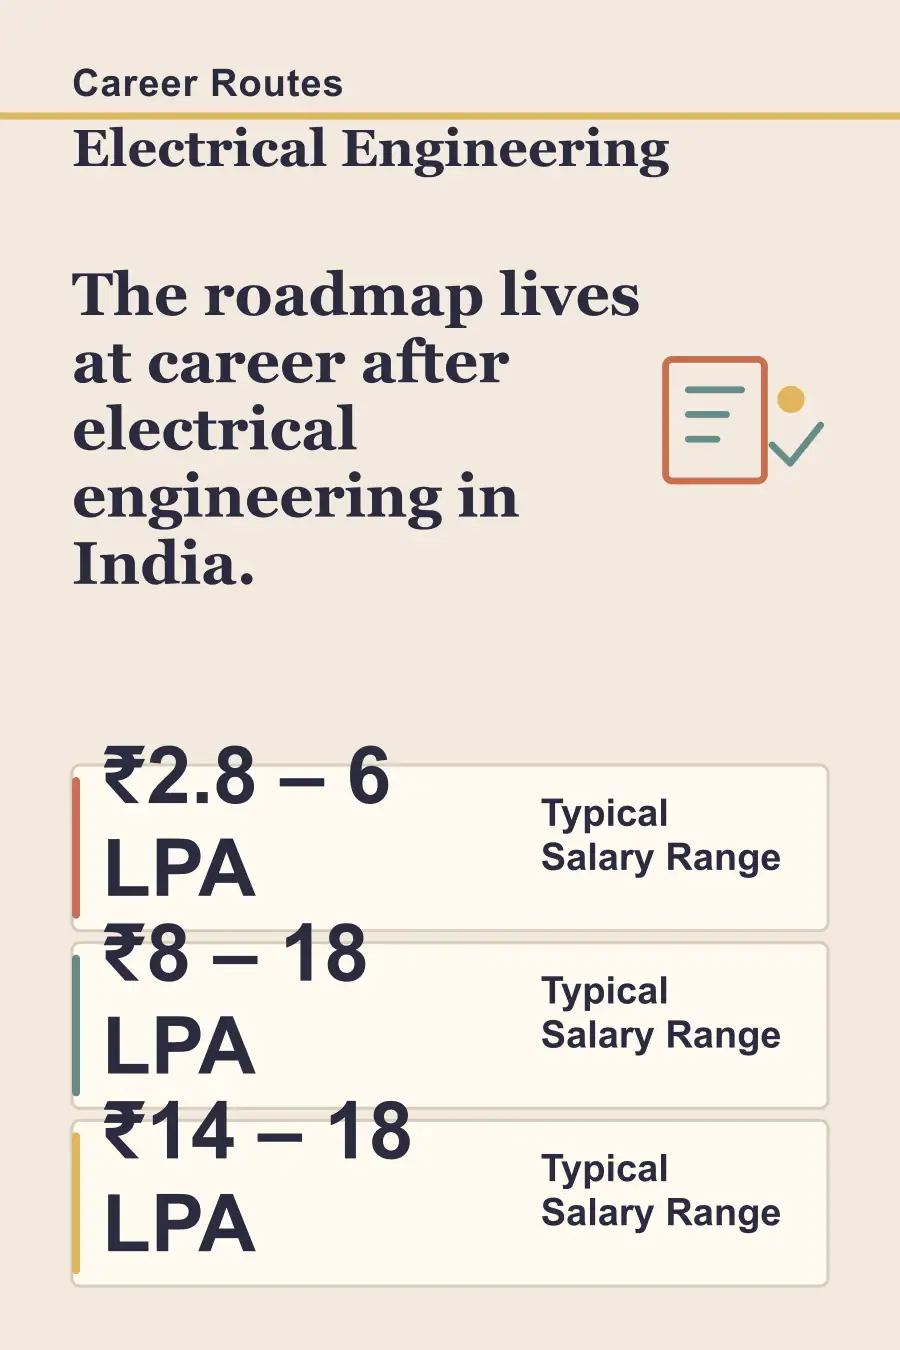 Career Routes
Electrical Engineering
The roadmap lives
at career after
electrical
engineering in
India.
₹2.8 – 6
LPA
Typical
Salary Range
₹8 – 18
LPA
Typical
Salary Range
₹14 – 18
LPA
Typical
Salary Range